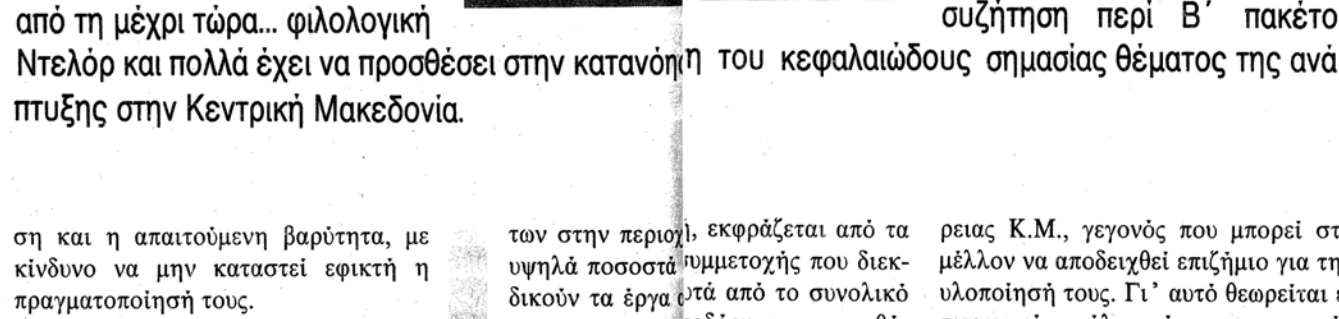 από τη μέχρι τώρα... φιλολογική συζήτηση περί Β΄ πακέτο
Ντελόρ και πολλά έχει να προσθέσει στην κατανόη του κεφαλαιώδους σημασίας θέματος της ανά
πτυξης στην Κεντρική Μακεδονία.
ση και η απαιτούμενη βαρύτητα, με
κίνδυνο να μην καταστεί εφικτή η
πραγματοποίησή τους.
των στην περιοχή, εκφράζεται από τα
υψηλά ποσοστά συμμετοχής που διεκ-
δικούν τα έργα αυτά από το συνολικό
ρειας Κ.Μ., γεγονός που μπορεί στ
μέλλον να αποδειχθεί επιζήμιο για τη
υλοποίησή τους. Γι' αυτό θεωρείται ε